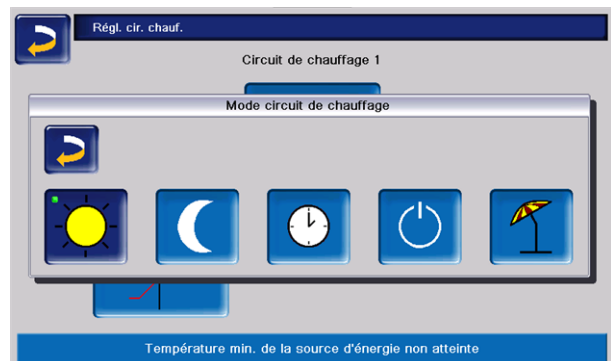 Régl. cir. chauf.
Circuit de chauffage 1
Mode circuit de chauffage
Température min. de la source d'énergie non atteinte